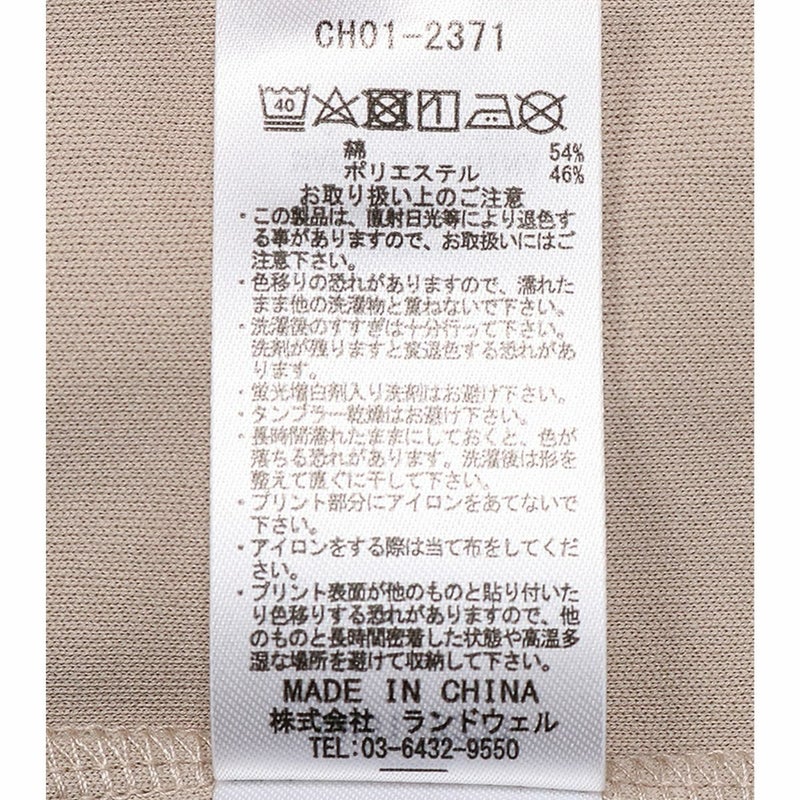 CH01-2371
40
綿 54%
ポリエステル 46%
お取り扱い上のご注意
・この製品は、直射日光等により退色す
る事がありますので、お取扱いにはご
注意下さい。
・色移りの恐れがありますので、濡れた
まま他の洗濯物と重ねないで下さい。
・洗濯後のすすぎは十分行って下さい。
洗剤が残りますと変退色する恐れがあ
ります。
・蛍光増白剤入り洗剤はお避け下さい。
・タンブラー乾燥はお避け下さい。
・長時間濡れたままにしておくと、色が
落ちる恐れがあります。洗濯後は形を
整えて直ぐに干して下さい。
・プリント部分にアイロンをあてないで
下さい。
・アイロンをする際は当て布をしてくだ
さい。
・プリント表面が他のものと貼り付いた
り色移りする恐れがありますので、他
のものと長時間密着した状態や高温多
湿な場所を避けて収納して下さい。
MADE IN CHINA
株式会社 ランドウェル
TEL:03-6432-9550